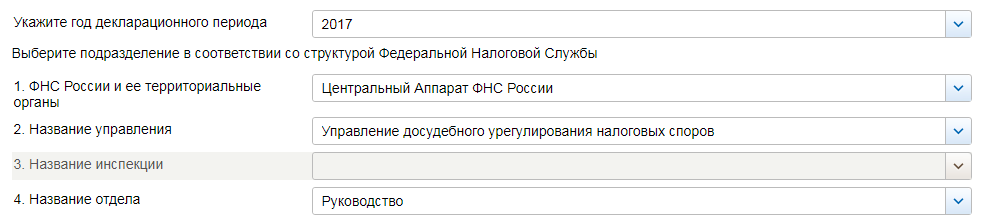 Укажите год декларационного периода
2017
Выберите подразделение в соответствии со структурой Федеральной Налоговой Службы
1. ФНС России и ее территориальные
органы
Центральный Аппарат ФНС России
2. Название управления
Управление досудебного урегулирования налоговых споров
3. Название инспекции
4. Название отдела
Руководство